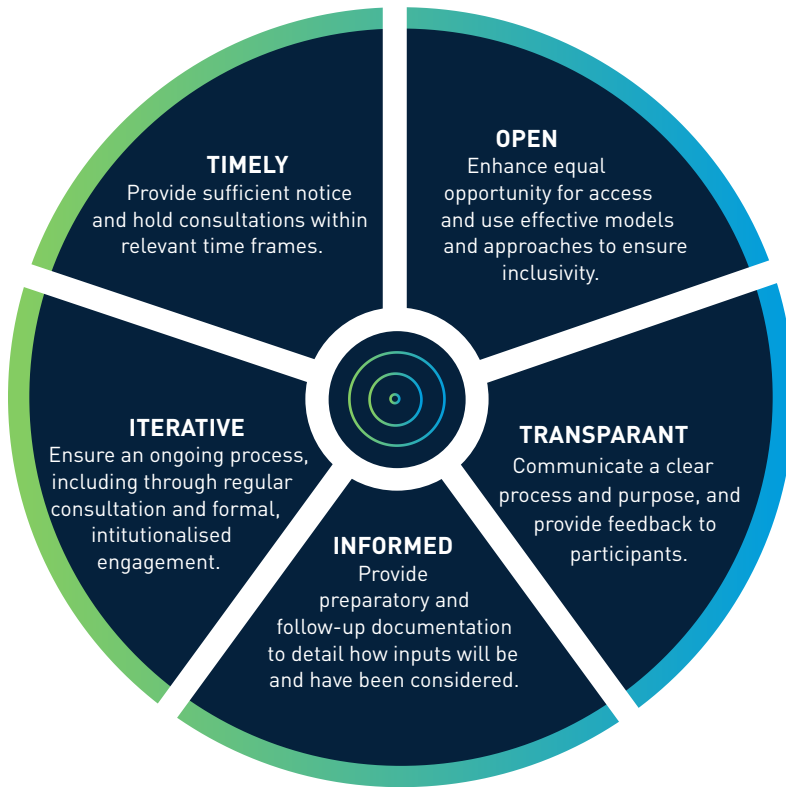 TIMELY
Provide sufficient notice
and hold consultations within
relevant time frames.
OPEN
Enhance equal
opportunity for access
and use effective models
and approaches to ensure
inclusivity.
TRANSPARANT
Communicate a clear
process and purpose, and
provide feedback to
participants.
INFORMED
Provide
preparatory and
follow-up documentation
to detail how inputs will be
and have been considered.
ITERATIVE
Ensure an ongoing process,
including through regular
consultation and formal,
intitutionalised
engagement.